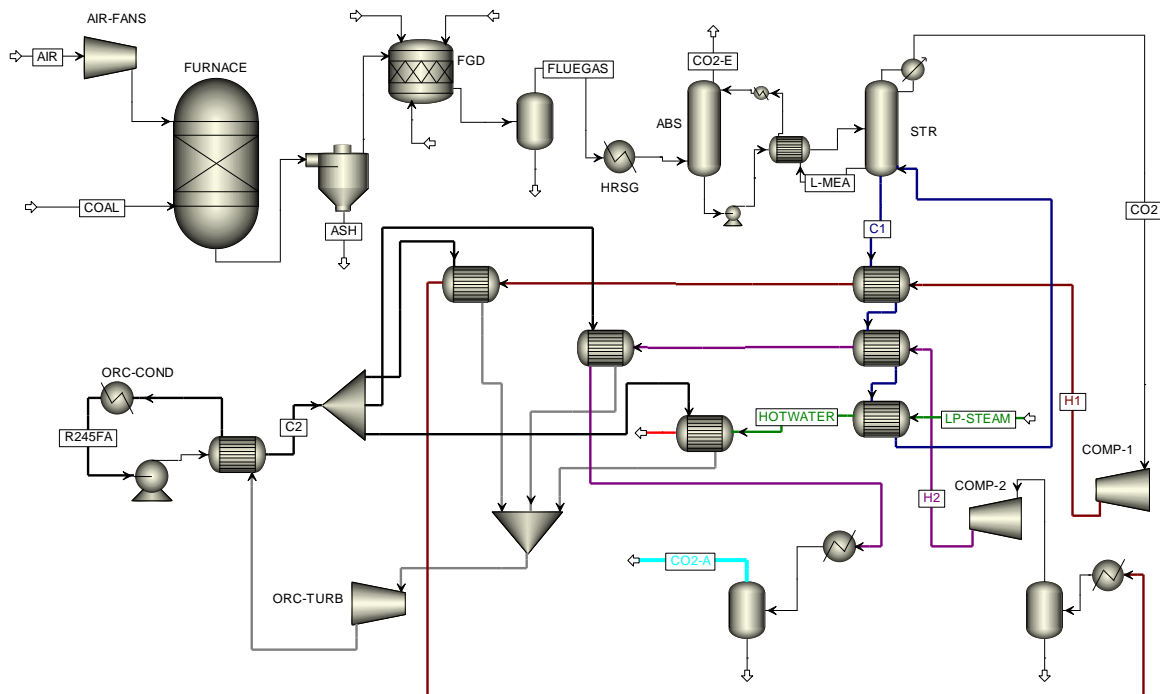 AIR-FANS
AIR
FURNACE
FGD
FLUEGAS
CO2-E
ABS
STR
HRSG
L-MEA
COAL
ASH
CO2
C1
ORC-COND
R245FA
C2
HOTWATER
LP-STEAM
H1
COMP-1
H2
COMP-2
CO2-A
ORC-TURB